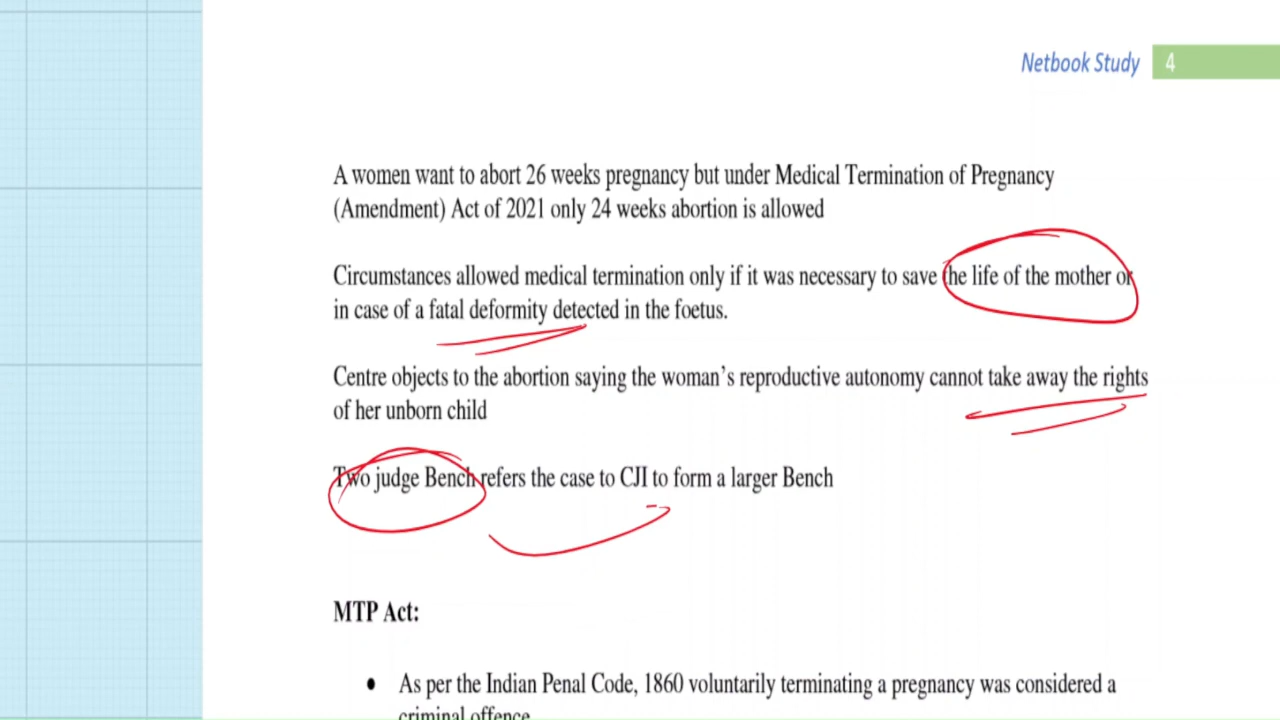 Netbook Study 4
A women want to abort 26 weeks pregnancy but under Medical Termination of Pregnancy
(Amendment) Act of 2021 only 24 weeks abortion is allowed
Circumstances allowed medical termination only if it was necessary to save the life of the mother or
in case of a fatal deformity detected in the foetus.
Centre objects to the abortion saying the woman’s reproductive autonomy cannot take away the rights
of her unborn child
Two judge Bench refers the case to CJI to form a larger Bench
MTP Act:
• As per the Indian Penal Code, 1860 voluntarily terminating a pregnancy was considered a
criminal offence